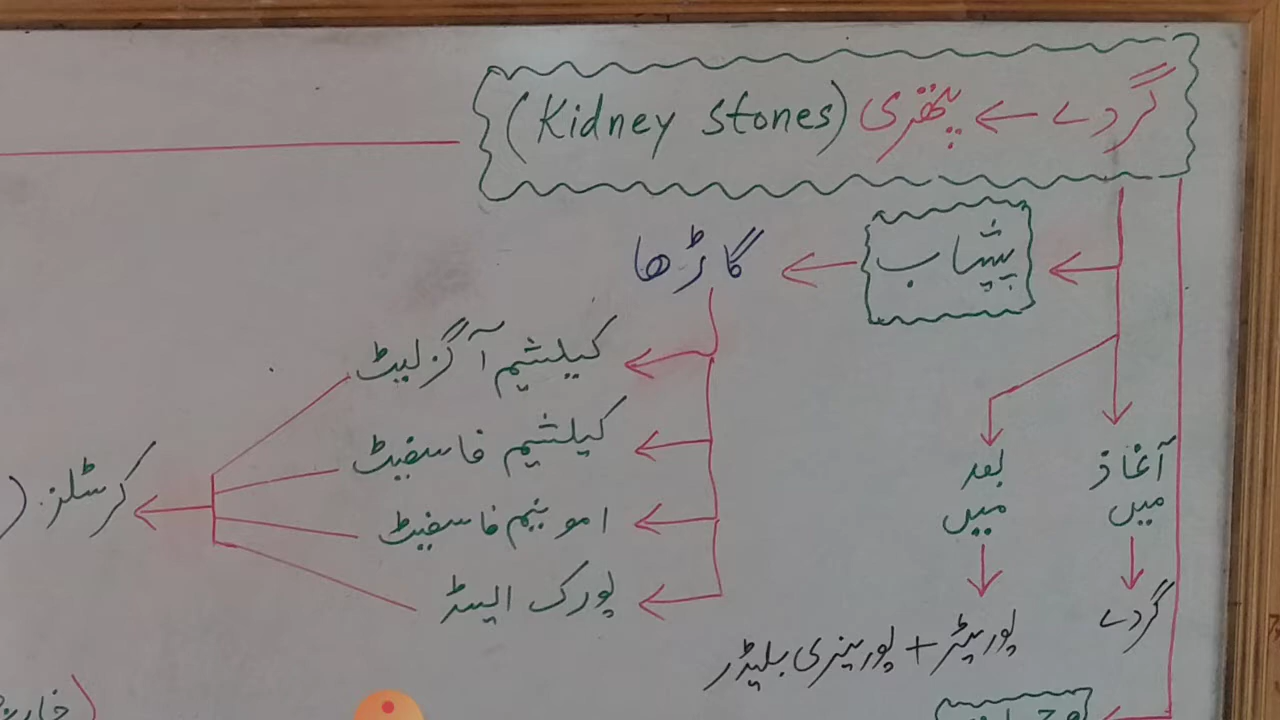 گردے ← پتھری (Kidney stones)
پیشاب ← گاڑھا
کیلشیم آگزلیٹ
کیلشیم فاسفیٹ
امونیم فاسفیٹ
یورک ایسڈ
کرسٹلز (
آغاز میں
گردے
بعد میں
یوریٹر + یورینری بلیڈر